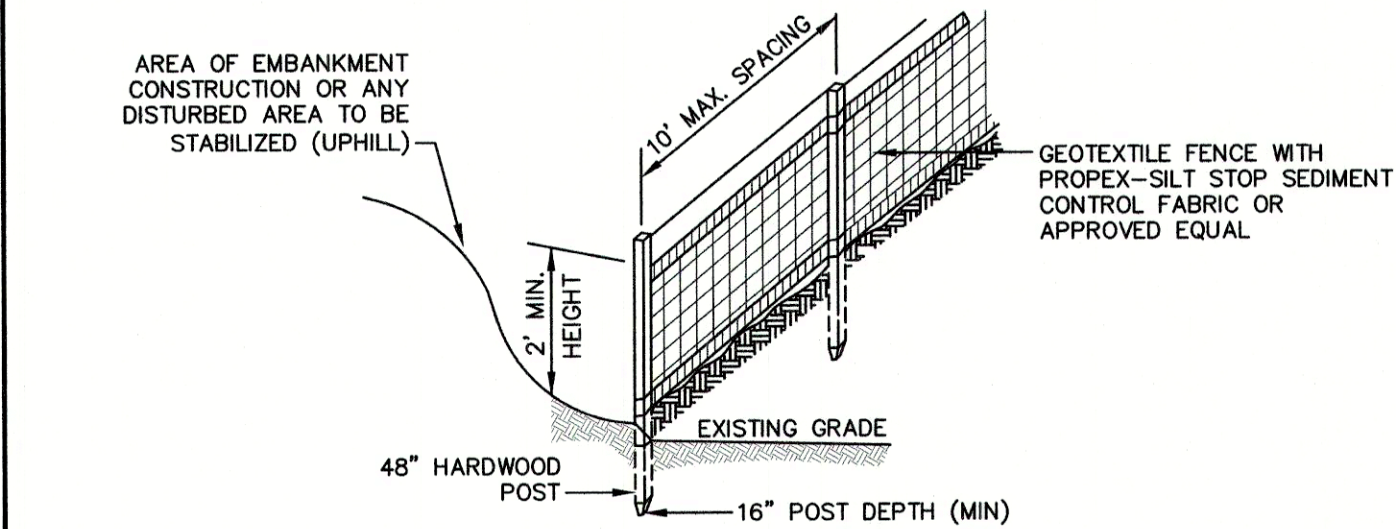 AREA OF EMBANKMENT
CONSTRUCTION OR ANY
DISTURBED AREA TO BE
STABILIZED (UPHILL)
10' MAX. SPACING
GEOTEXTILE FENCE WITH
PROPEX-SILT STOP SEDIMENT
CONTROL FABRIC OR
APPROVED EQUAL
2' MIN.
HEIGHT
EXISTING GRADE
48" HARDWOOD
POST
16" POST DEPTH (MIN)